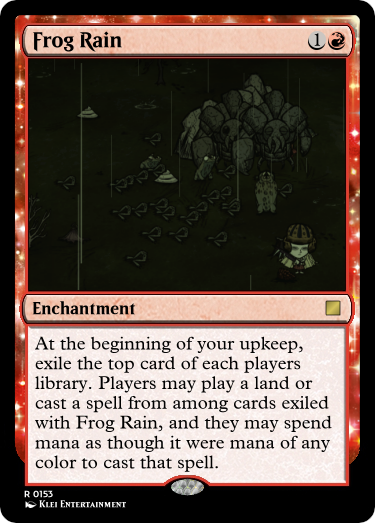 Frog Rain 1
Enchantment
At the beginning of your upkeep,
exile the top card of each players
library. Players may play a land or
cast a spell from among cards exiled
with Frog Rain, and they may spend
mana as though it were mana of any
color to cast that spell.
R 0153
Klei Entertainment